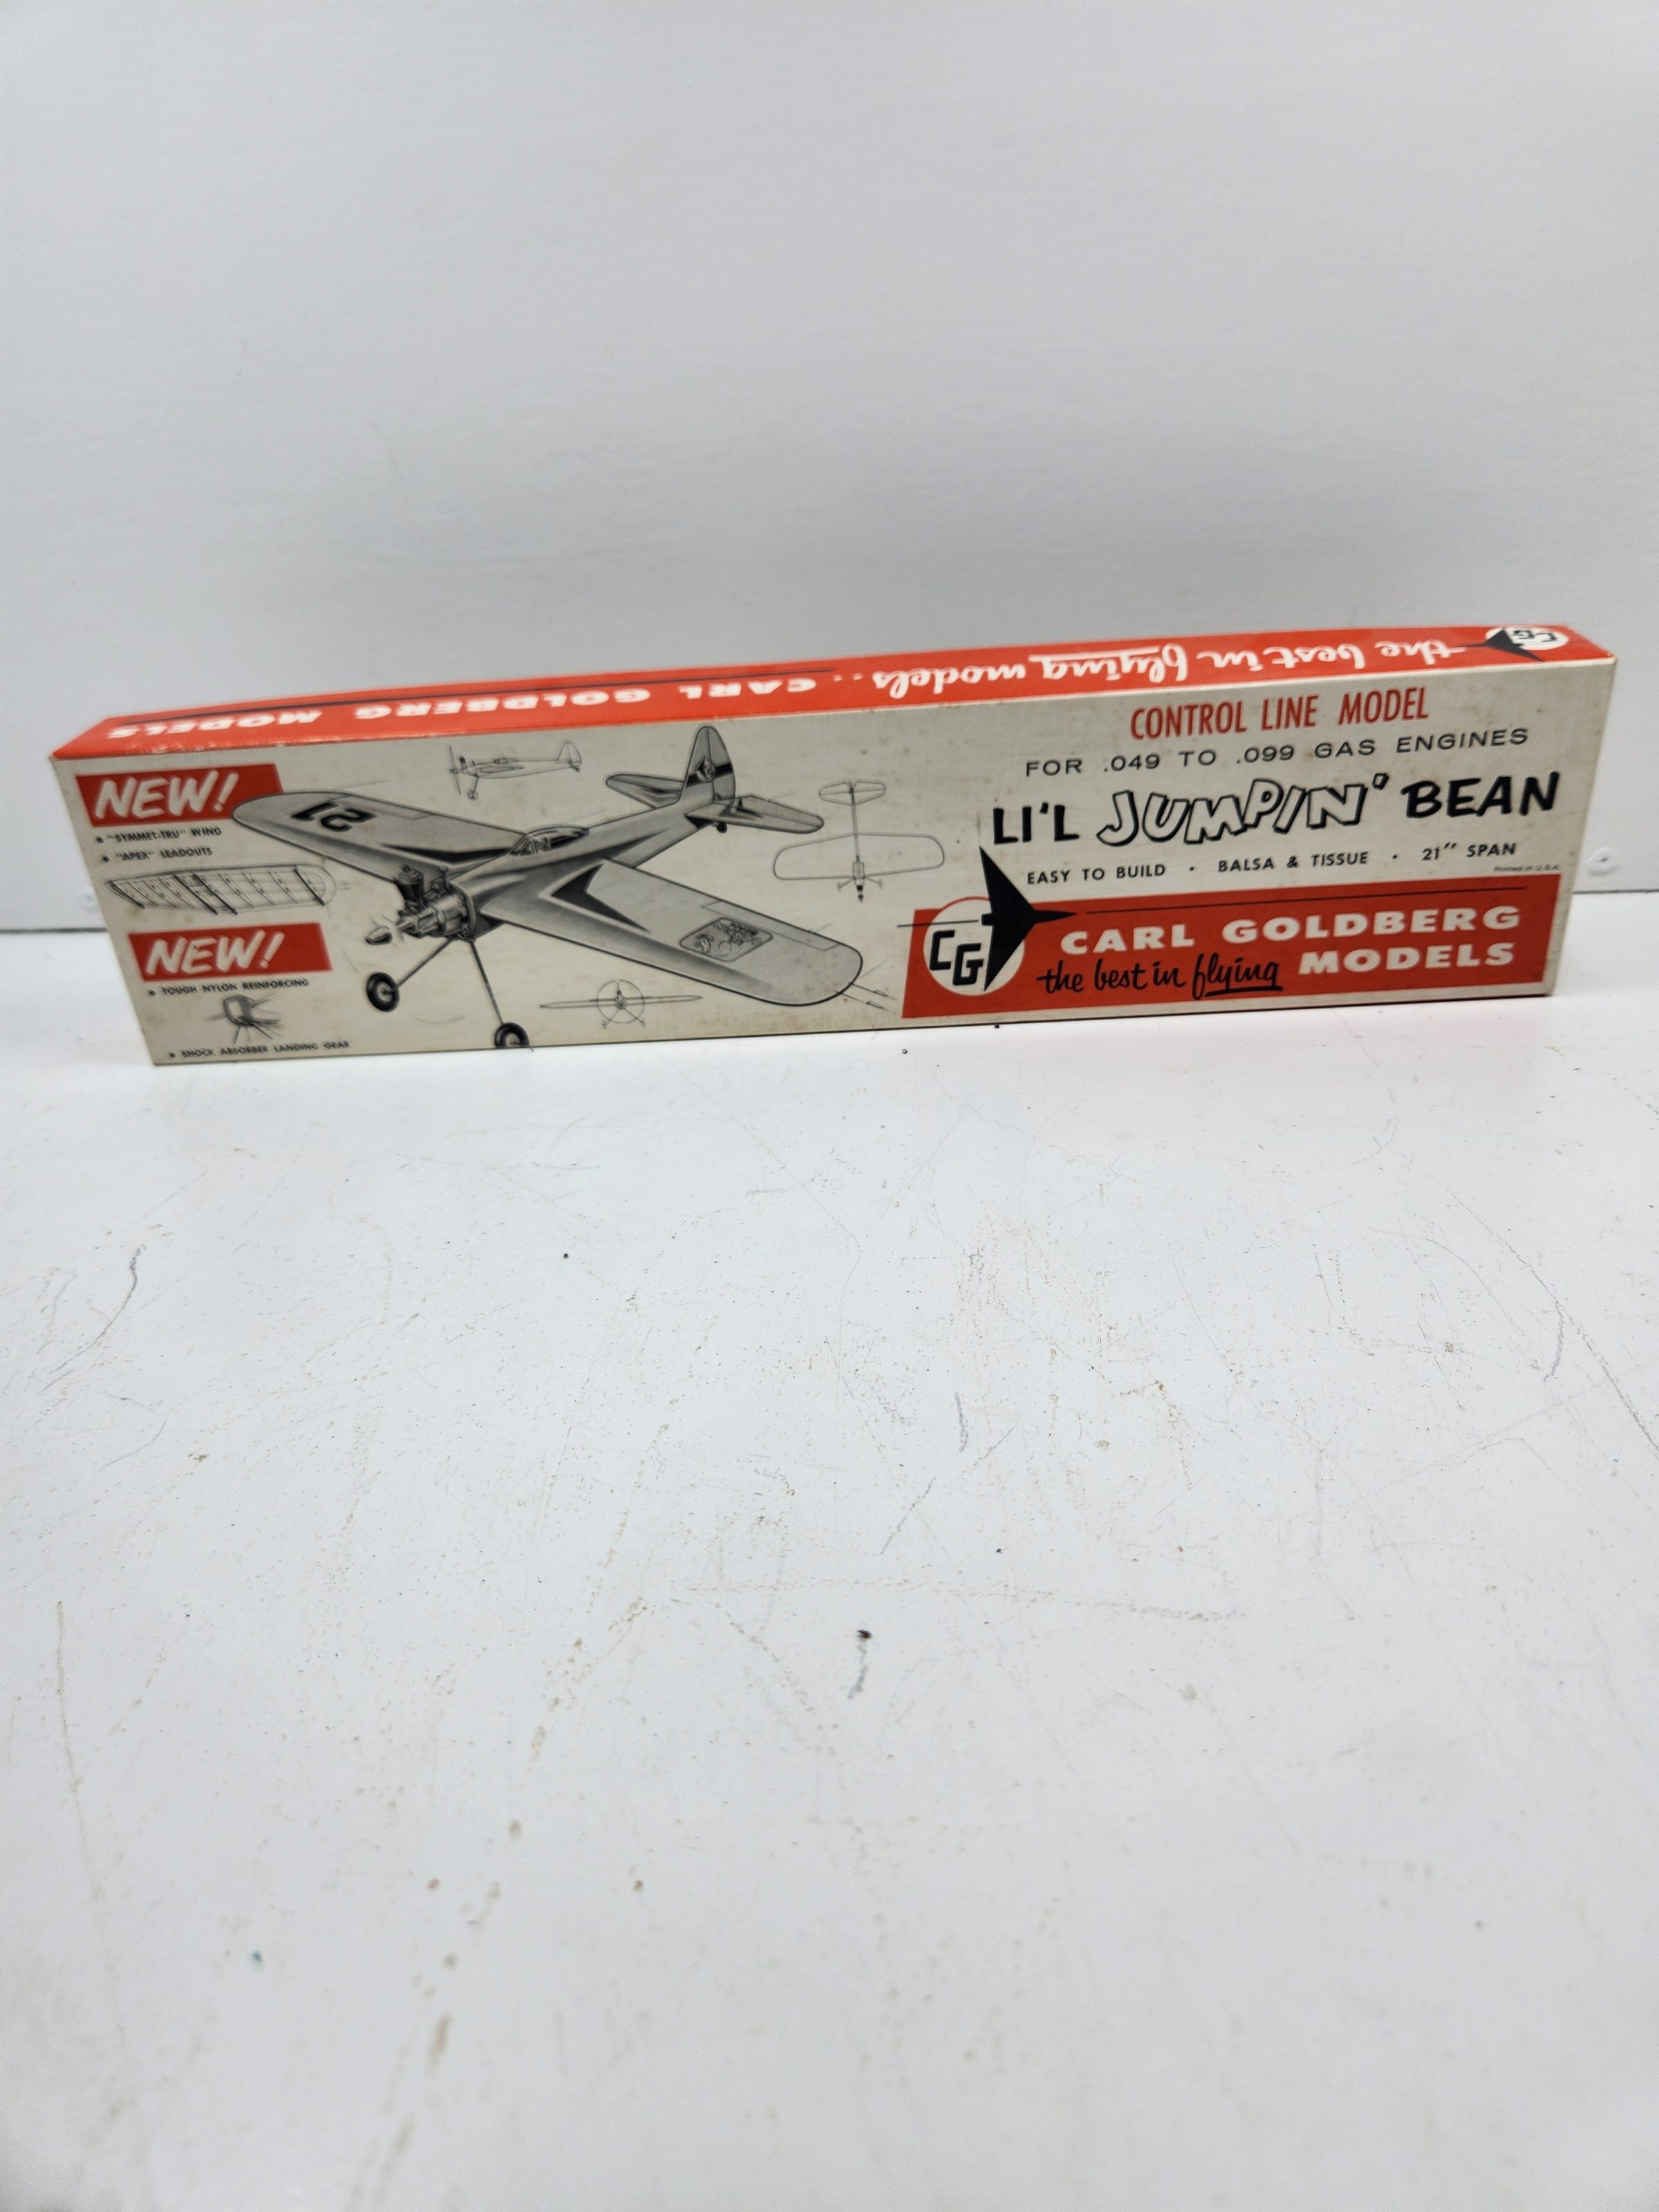 the best in flying models.. CARL GOLDBERG MODELS
CG
NEW!
• "SYMMET-TRU" WING
• "APEX" LEADOUTS
NEW!
• TOUGH NYLON REINFORCING
• SHOCK ABSORBER LANDING GEAR
12
CONTROL LINE MODEL
FOR .049 TO .099 GAS ENGINES
LI'L JUMPIN' BEAN
EASY TO BUILD • BALSA & TISSUE • 21" SPAN
Printed in U.S.A.
CG
CARL GOLDBERG
the best in flying MODELS